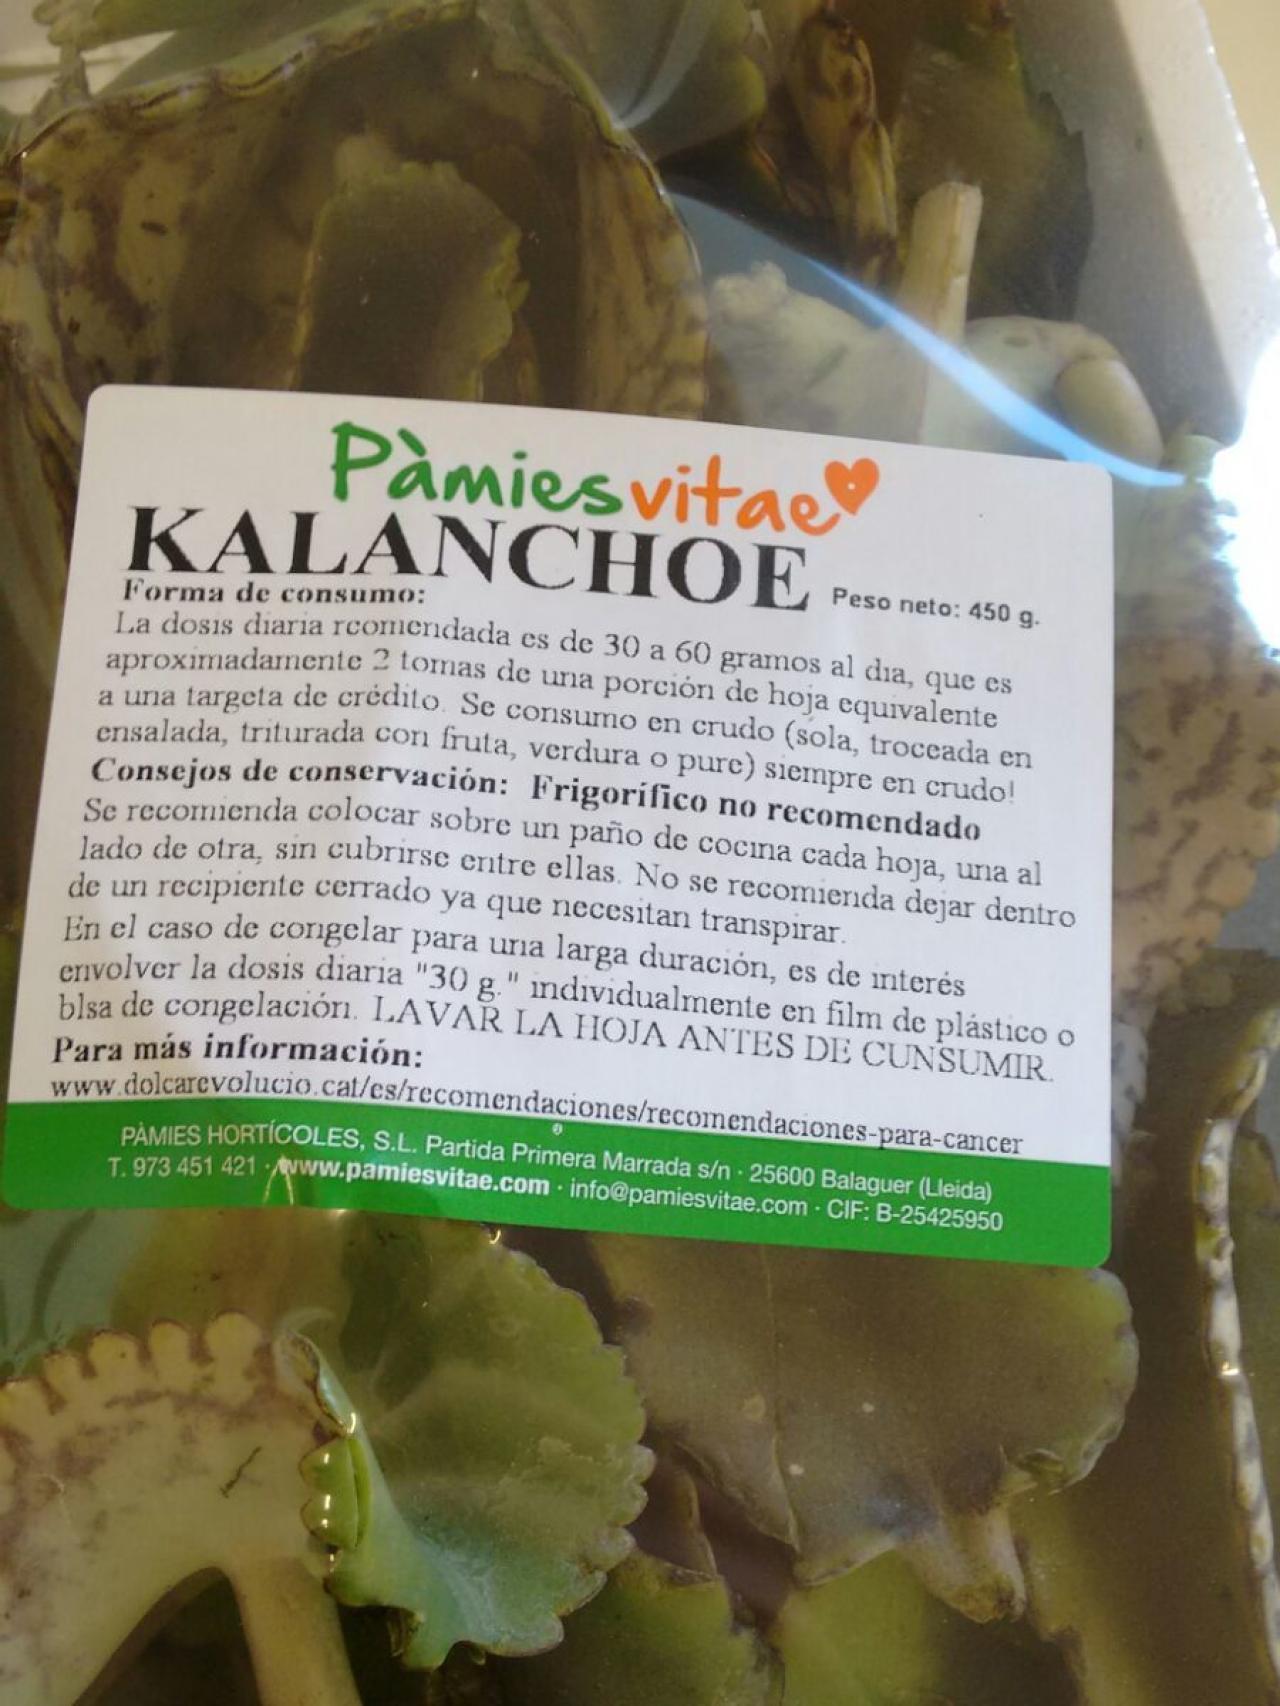 Pàmies vitae
KALANCHOE
Peso neto: 450 g.
Forma de consumo:
La dosis diaria rcomendada es de 30 a 60 gramos al dia, que es
aproximadamente 2 tomas de una porción de hoja equivalente
a una targeta de crédito. Se consumo en crudo (sola, troceada en
ensalada, triturada con fruta, verdura o pure) siempre en crudo!
Consejos de conservación: Frigorífico no recomendado
Se recomienda colocar sobre un paño de cocina cada hoja, una al
lado de otra, sin cubrirse entre ellas. No se recomienda dejar dentro
de un recipiente cerrado ya que necesitan transpirar.
En el caso de congelar para una larga duración, es de interés
envolver la dosis diaria "30 g." individualmente en film de plástico o
blsa de congelación. LAVAR LA HOJA ANTES DE CUNSUMIR.
Para más información:
www.dolcarevolucio.cat/es/recomendaciones/recomendaciones-para-cancer
PÀMIES HORTÍCOLES, S.L. Partida Primera Marrada s/n · 25600 Balaguer (Lleida)
T. 973 451 421 · www.pamiesvitae.com · info@pamiesvitae.com · CIF: B-25425950